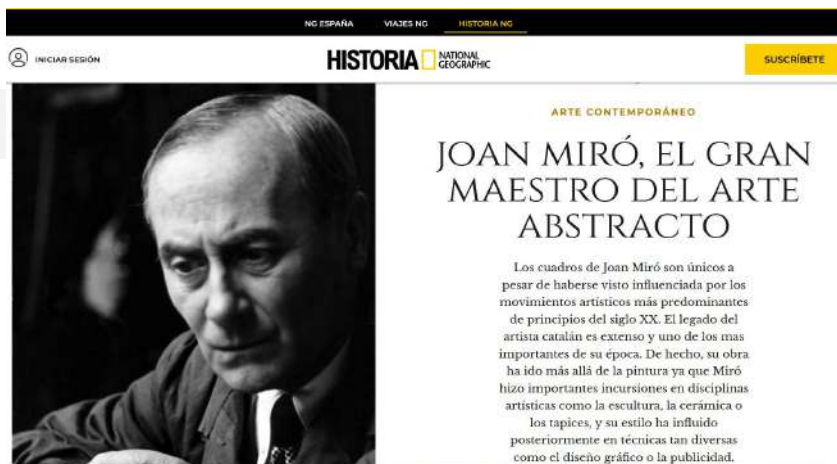 NG ESPAÑA VIAJES NG HISTORIA NG
INICIAR SESIÓN
HISTORIA NATIONAL GEOGRAPHIC
SUSCRÍBETE
ARTE CONTEMPORÁNEO
JOAN MIRÓ, EL GRAN
MAESTRO DEL ARTE
ABSTRACTO
Los cuadros de Joan Miró son únicos a
pesar de haberse visto influenciada por los
movimientos artísticos más predominantes
de principios del siglo XX. El legado del
artista catalán es extenso y uno de los mas
importantes de su época. De hecho, su obra
ha ido más allá de la pintura ya que Miró
hizo importantes incursiones en disciplinas
artísticas como la escultura, la cerámica o
los tapices, y su estilo ha influido
posteriormente en técnicas tan diversas
como el diseño gráfico o la publicidad.